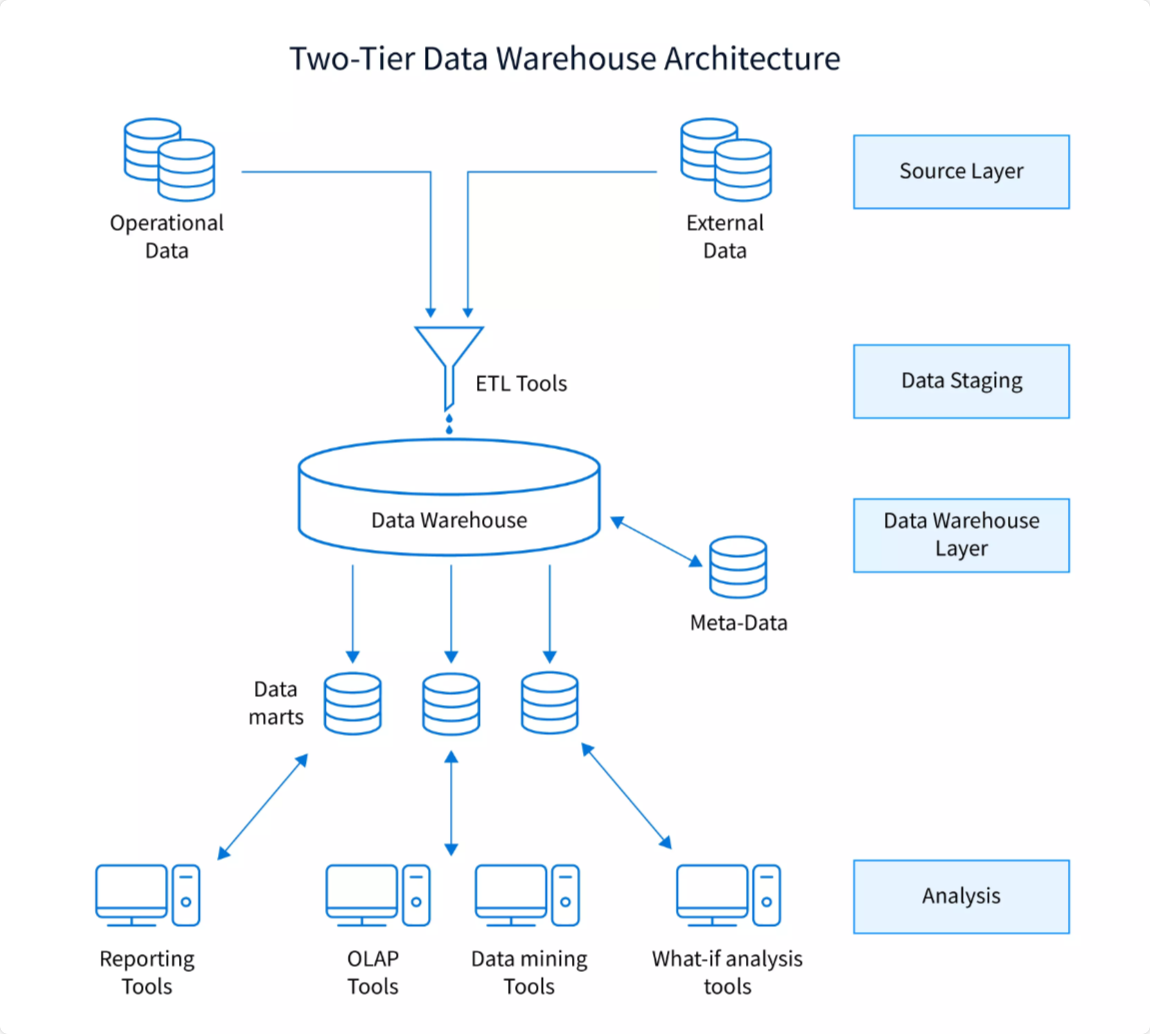 Two-Tier Data Warehouse Architecture
Operational
Data
External
Data
Source Layer
ETL Tools
Data Staging
Data Warehouse
Data Warehouse
Layer
Meta-Data
Data
marts
Reporting
Tools
OLAP
Tools
Data mining
Tools
What-if analysis
tools
Analysis